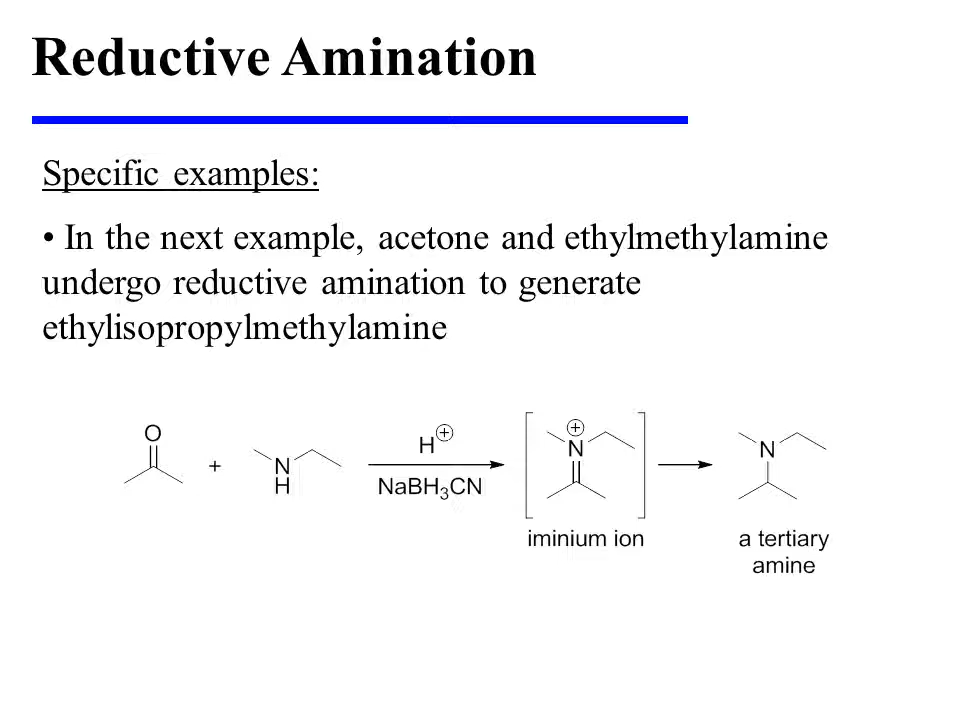 Reductive Amination
Specific examples:
• In the next example, acetone and ethylmethylamine
undergo reductive amination to generate
ethylisopropylmethylamine
O
+
N
H
H⊕
NaBH₃CN
⊕
N
iminium ion
N
a tertiary
amine